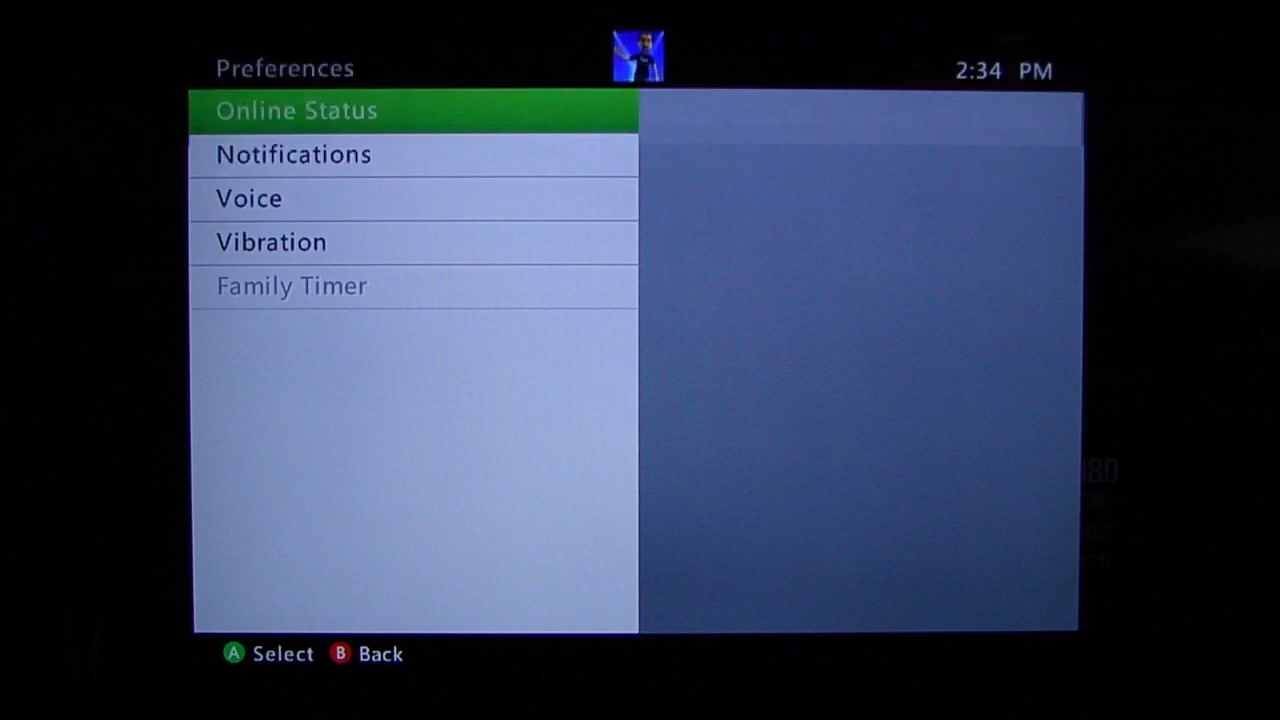 Preferences
2:34 PM
Online Status
Notifications
Voice
Vibration
Family Timer
A Select B Back